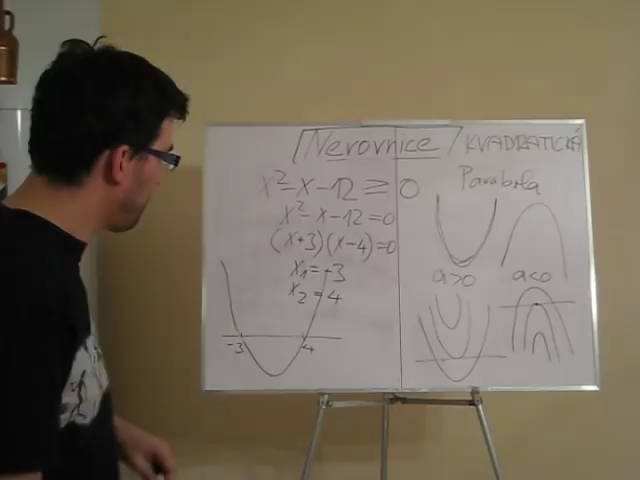 Nerovnice / KVADRATICKÁ
x²-x-12≥0
x²-x-12=0
(x+3)(x-4)=0
x₁=-3
x₂=4
-3 4
Parabola
a>0 a<0